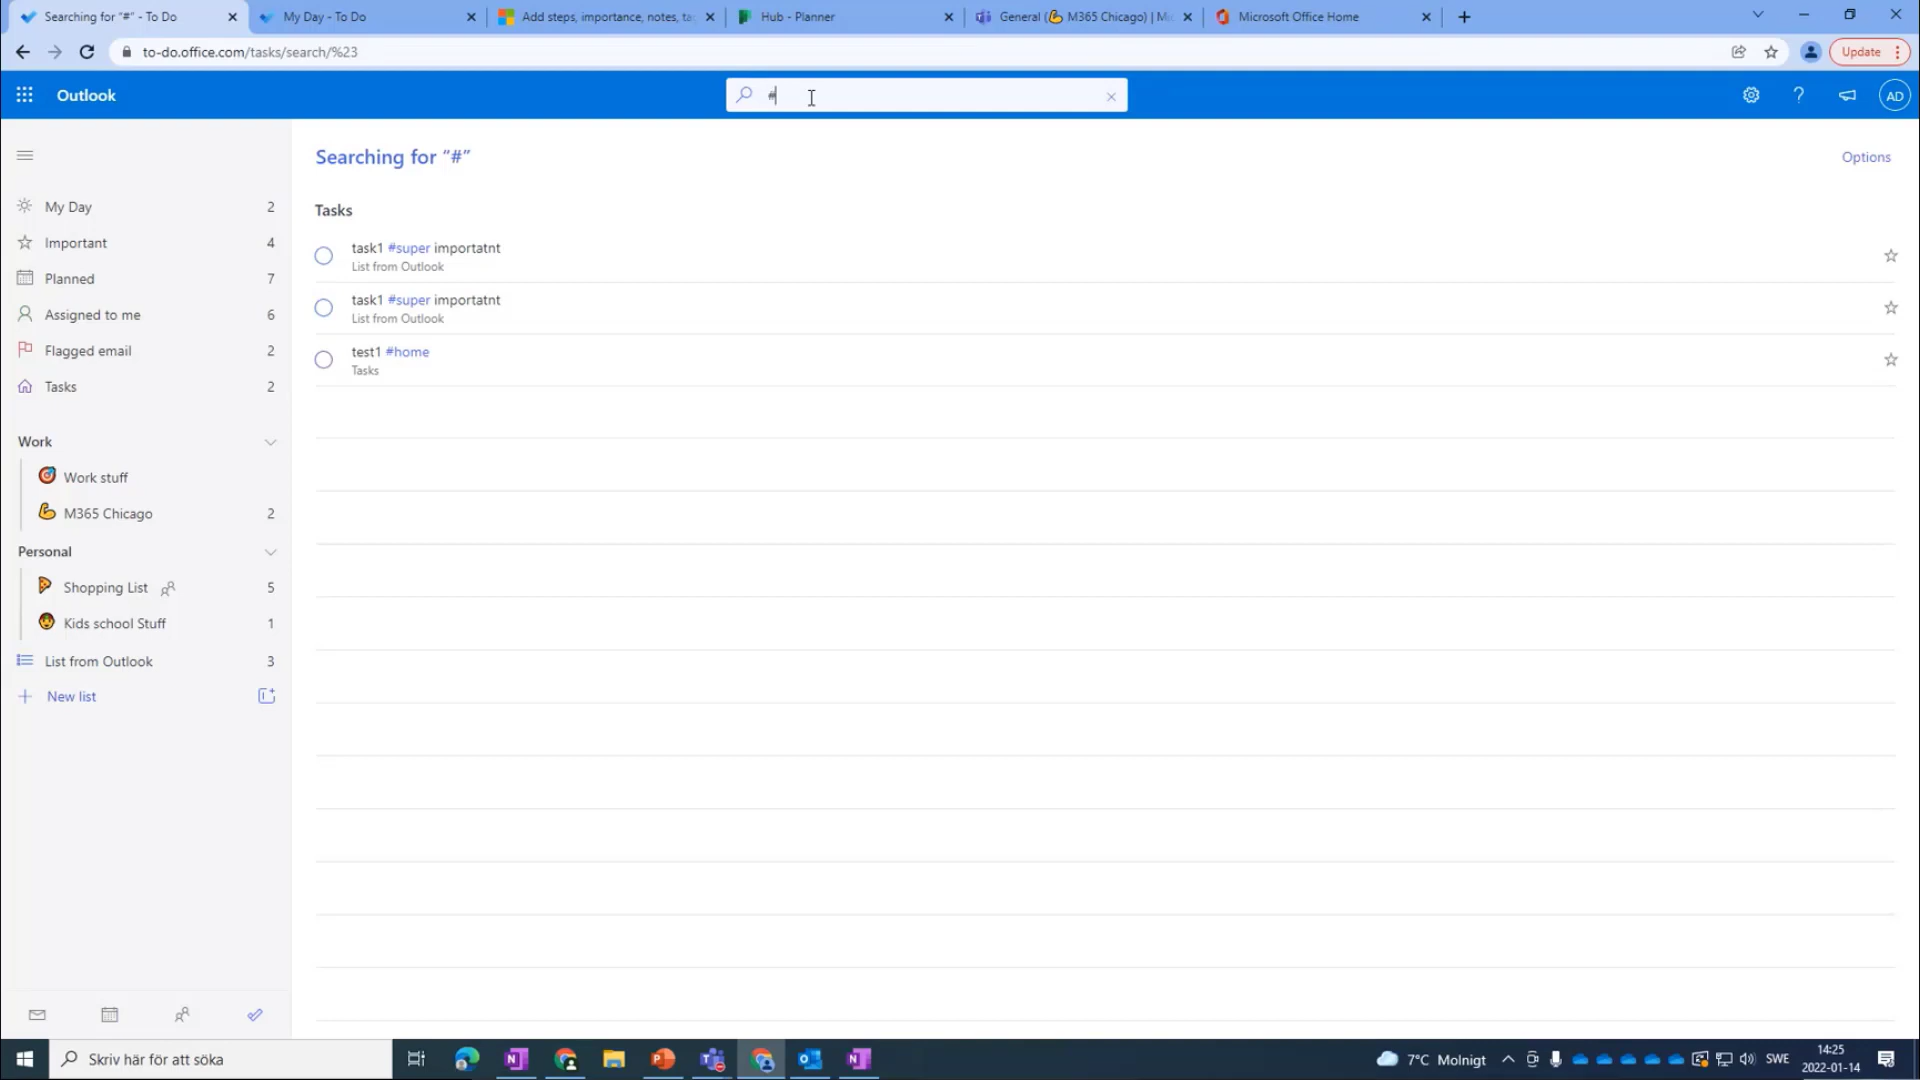 Searching for “#” - To Do
My Day - To Do
Add steps, importance, notes, ta
Hub - Planner
General (💪 M365 Chicago) | Mi
Microsoft Office Home
to-do.office.com/tasks/search/%23
Update
Outlook
#
AD
Searching for “#”
Options
My Day 2
Important 4
Planned 7
Assigned to me 6
Flagged email 2
Tasks 2
Work
Work stuff
M365 Chicago 2
Personal
Shopping List 5
Kids school Stuff 1
List from Outlook 3
New list
Tasks
task1 #super importatnt
List from Outlook
task1 #super importatnt
List from Outlook
test1 #home
Tasks
Skriv här för att söka
7°C Molnigt
SWE
14:25
2022-01-14